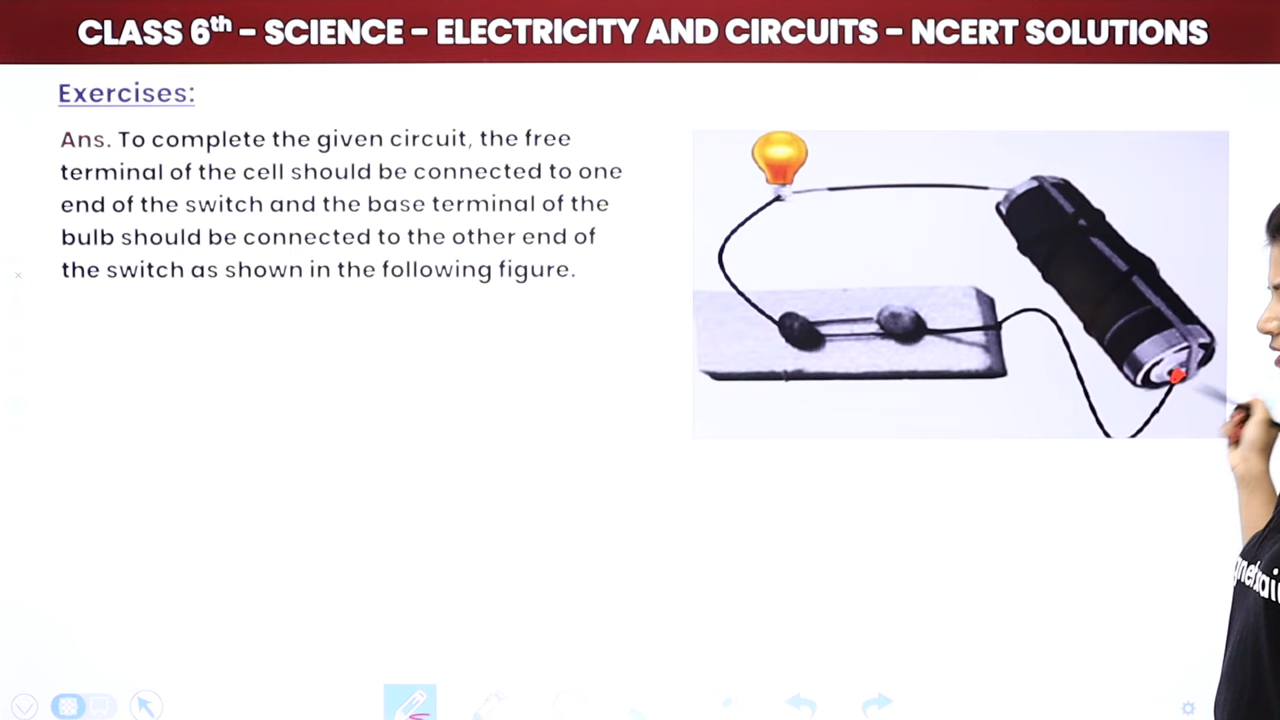 CLASS 6th – SCIENCE – ELECTRICITY AND CIRCUITS – NCERT SOLUTIONS
Exercises:
Ans. To complete the given circuit, the free
terminal of the cell should be connected to one
end of the switch and the base terminal of the
bulb should be connected to the other end of
the switch as shown in the following figure.